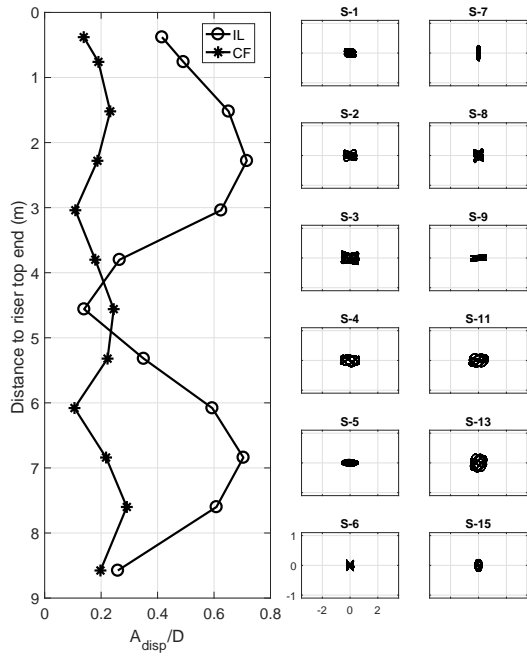 0
1
2
3
4
5
6
7
8
9
Distance to riser top end (m)
0 0.2 0.4 0.6 0.8
A_disp/D
IL
CF
S-1
S-7
S-2
S-8
S-3
S-9
S-4
S-11
S-5
S-13
S-6
S-15
1
0
-1
-2 0 2